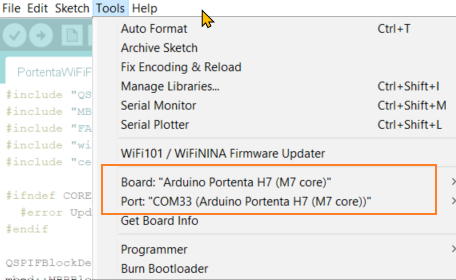 File Edit Sketch Tools Help
Auto Format Ctrl+T
Archive Sketch
Fix Encoding & Reload
Manage Libraries... Ctrl+Shift+I
Serial Monitor Ctrl+Shift+M
Serial Plotter Ctrl+Shift+L
WiFi101 / WiFiNINA Firmware Updater
Board: "Arduino Portenta H7 (M7 core)"
Port: "COM33 (Arduino Portenta H7 (M7 core))"
Get Board Info
Programmer
Burn Bootloader
PortentaWiFiF
#include "QS
#include "MB
#include "FA
#include "wi
#include "ce
#ifndef CORE
#error Upd
#endif
QSPIFBlockDe